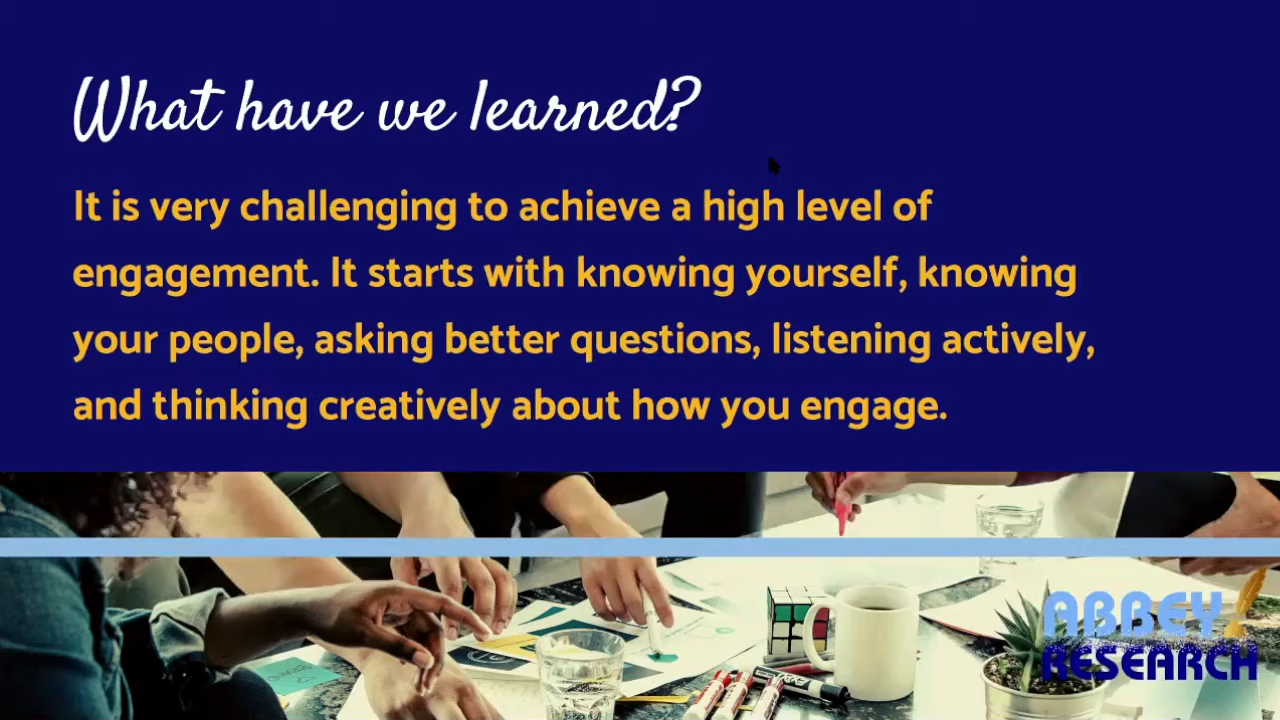 What have we learned?
It is very challenging to achieve a high level of
engagement. It starts with knowing yourself, knowing
your people, asking better questions, listening actively,
and thinking creatively about how you engage.
ABBEY
RESEARCH